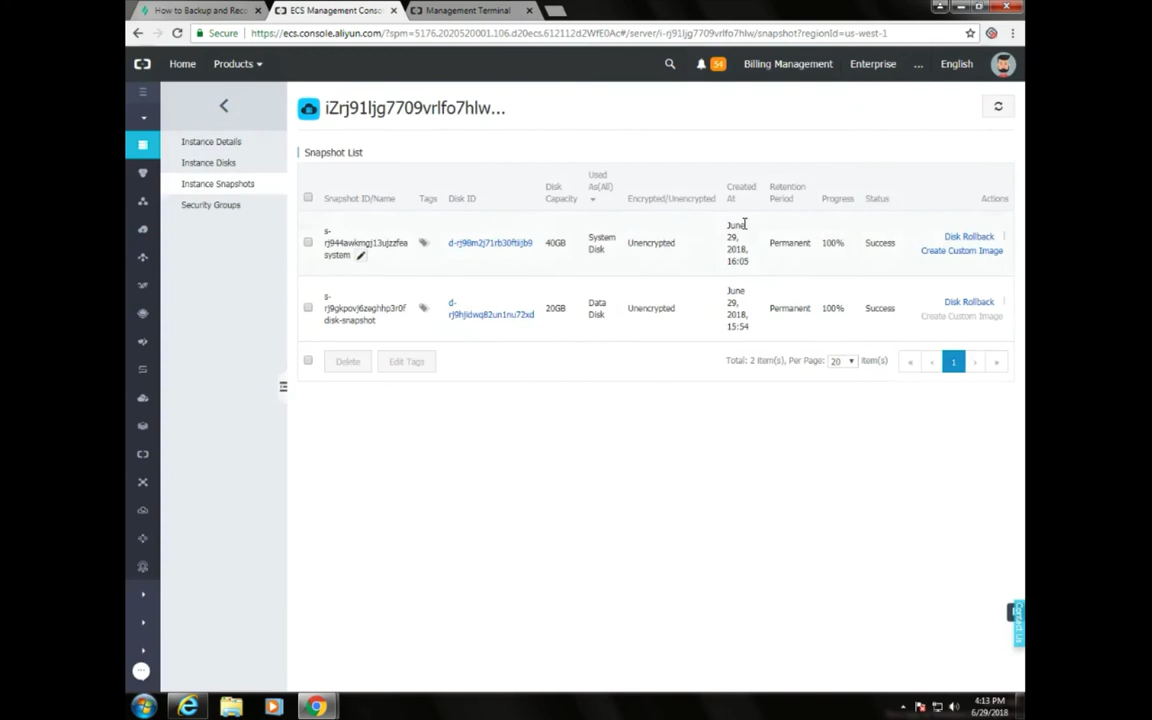 How to Backup and Reco
ECS Management Conso
Management Terminal
Secure
https://ecs.console.aliyun.com/?spm=5176.2020520001.106.d20ecs.612112d2WfE0Ac#/server/i-rj91ljg7709vrlfo7hlw/snapshot?regionId=us-west-1
Home
Products
54
Billing Management
Enterprise
...
English
iZrj91ljg7709vrlfo7hlw...
Instance Details
Instance Disks
Instance Snapshots
Security Groups
Snapshot List
Snapshot ID/Name
Tags
Disk ID
Disk
Capacity
Used
As(All)
Encrypted/Unencrypted
Created
At
Retention
Period
Progress
Status
Actions
s-
rj944awkmgj13ujzzfea
system
d-rj98m2j71rb30ftiijb9
40GB
System
Disk
Unencrypted
June
29,
2018,
16:05
Permanent
100%
Success
Disk Rollback
Create Custom Image
s-
rj9gkpovj6zeghhp3r0f
disk-snapshot
d-
rj9hjidwq82un1nu72xd
20GB
Data
Disk
Unencrypted
June
29,
2018,
15:54
Permanent
100%
Success
Disk Rollback
Create Custom Image
Delete
Edit Tags
Total: 2 item(s), Per Page: 20 item(s)
« ‹ 1 › »
Contact Us
4:13 PM
6/29/2018